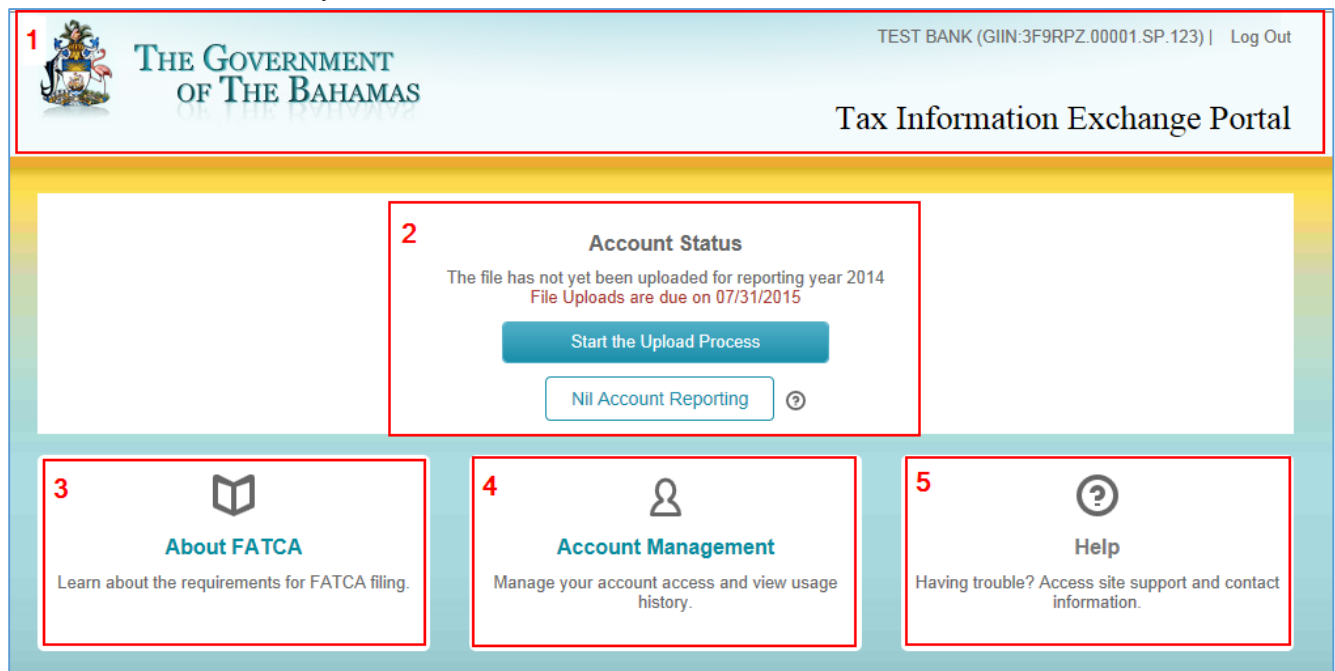 1
THE GOVERNMENT
OF THE BAHAMAS
TEST BANK (GIIN:3F9RPZ.00001.SP.123) | Log Out
Tax Information Exchange Portal
2
Account Status
The file has not yet been uploaded for reporting year 2014
File Uploads are due on 07/31/2015
Start the Upload Process
Nil Account Reporting ?
3
About FATCA
Learn about the requirements for FATCA filing.
4
Account Management
Manage your account access and view usage
history.
5
?
Help
Having trouble? Access site support and contact
information.